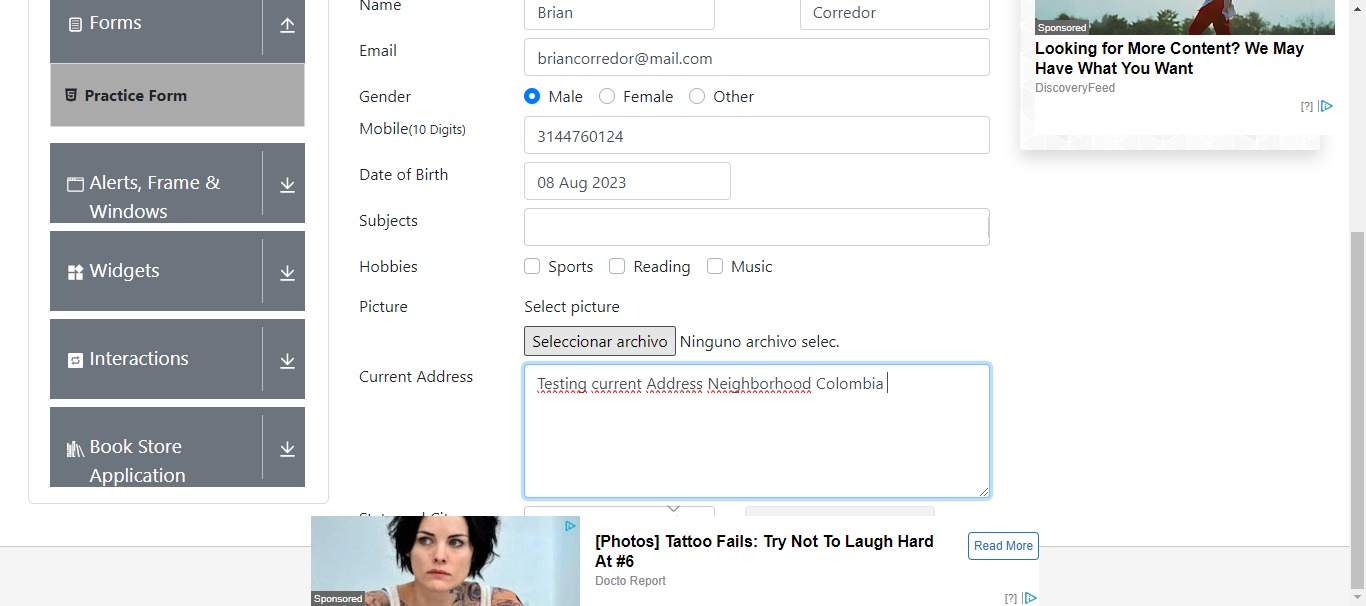 Forms
Practice Form
Alerts, Frame &
Windows
Widgets
Interactions
Book Store
Application
Name
Brian
Corredor
Email
briancorredor@mail.com
Gender
Male
Female
Other
Mobile(10 Digits)
3144760124
Date of Birth
08 Aug 2023
Subjects
Hobbies
Sports
Reading
Music
Picture
Select picture
Seleccionar archivo
Ninguno archivo selec.
Current Address
Testing current Address Neighborhood Colombia
Sponsored
Looking for More Content? We May
Have What You Want
DiscoveryFeed
[?]
[Photos] Tattoo Fails: Try Not To Laugh Hard
At #6
Docto Report
Read More
Sponsored
[?]